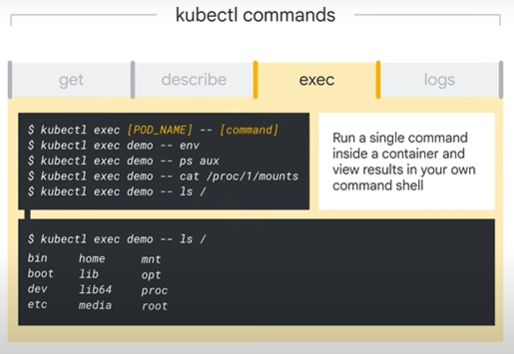 kubectl commands
get describe exec logs
$ kubectl exec [POD_NAME] -- [command]
$ kubectl exec demo -- env
$ kubectl exec demo -- ps aux
$ kubectl exec demo -- cat /proc/1/mounts
$ kubectl exec demo -- ls /
Run a single command
inside a container and
view results in your own
command shell
$ kubectl exec demo -- ls /
bin home mnt
boot lib opt
dev lib64 proc
etc media root